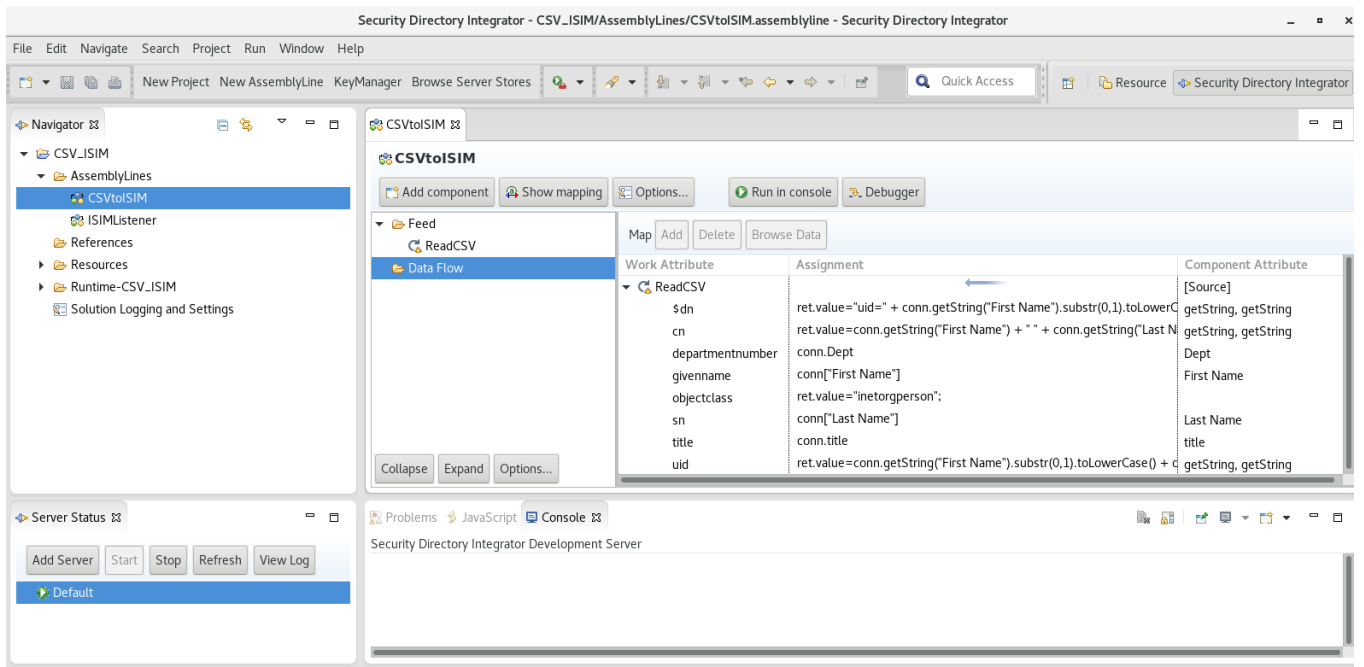 Security Directory Integrator - CSV_ISIM/AssemblyLines/CSVtoISIM.assemblyline - Security Directory Integrator
File Edit Navigate Search Project Run Window Help
New Project New AssemblyLine KeyManager Browse Server Stores Quick Access Resource Security Directory Integrator
Navigator
CSV_ISIM
AssemblyLines
CSVtoISIM
ISIMListener
References
Resources
Runtime-CSV_ISIM
Solution Logging and Settings
CSVtoISIM
CSVtoISIM
Add component Show mapping Options... Run in console Debugger
Feed
ReadCSV
Data Flow
Collapse Expand Options...
Map Add Delete Browse Data
Work Attribute Assignment Component Attribute
ReadCSV [Source]
$dn ret.value="uid=" + conn.getString("First Name").substr(0,1).toLowerC getString, getString
cn ret.value=conn.getString("First Name") + " " + conn.getString("Last N getString, getString
departmentnumber conn.Dept Dept
givenname conn["First Name"] First Name
objectclass ret.value="inetorgperson";
sn conn["Last Name"] Last Name
title conn.title title
uid ret.value=conn.getString("First Name").substr(0,1).toLowerCase() + c getString, getString
Server Status
Add Server Start Stop Refresh View Log
Default
Problems JavaScript Console
Security Directory Integrator Development Server